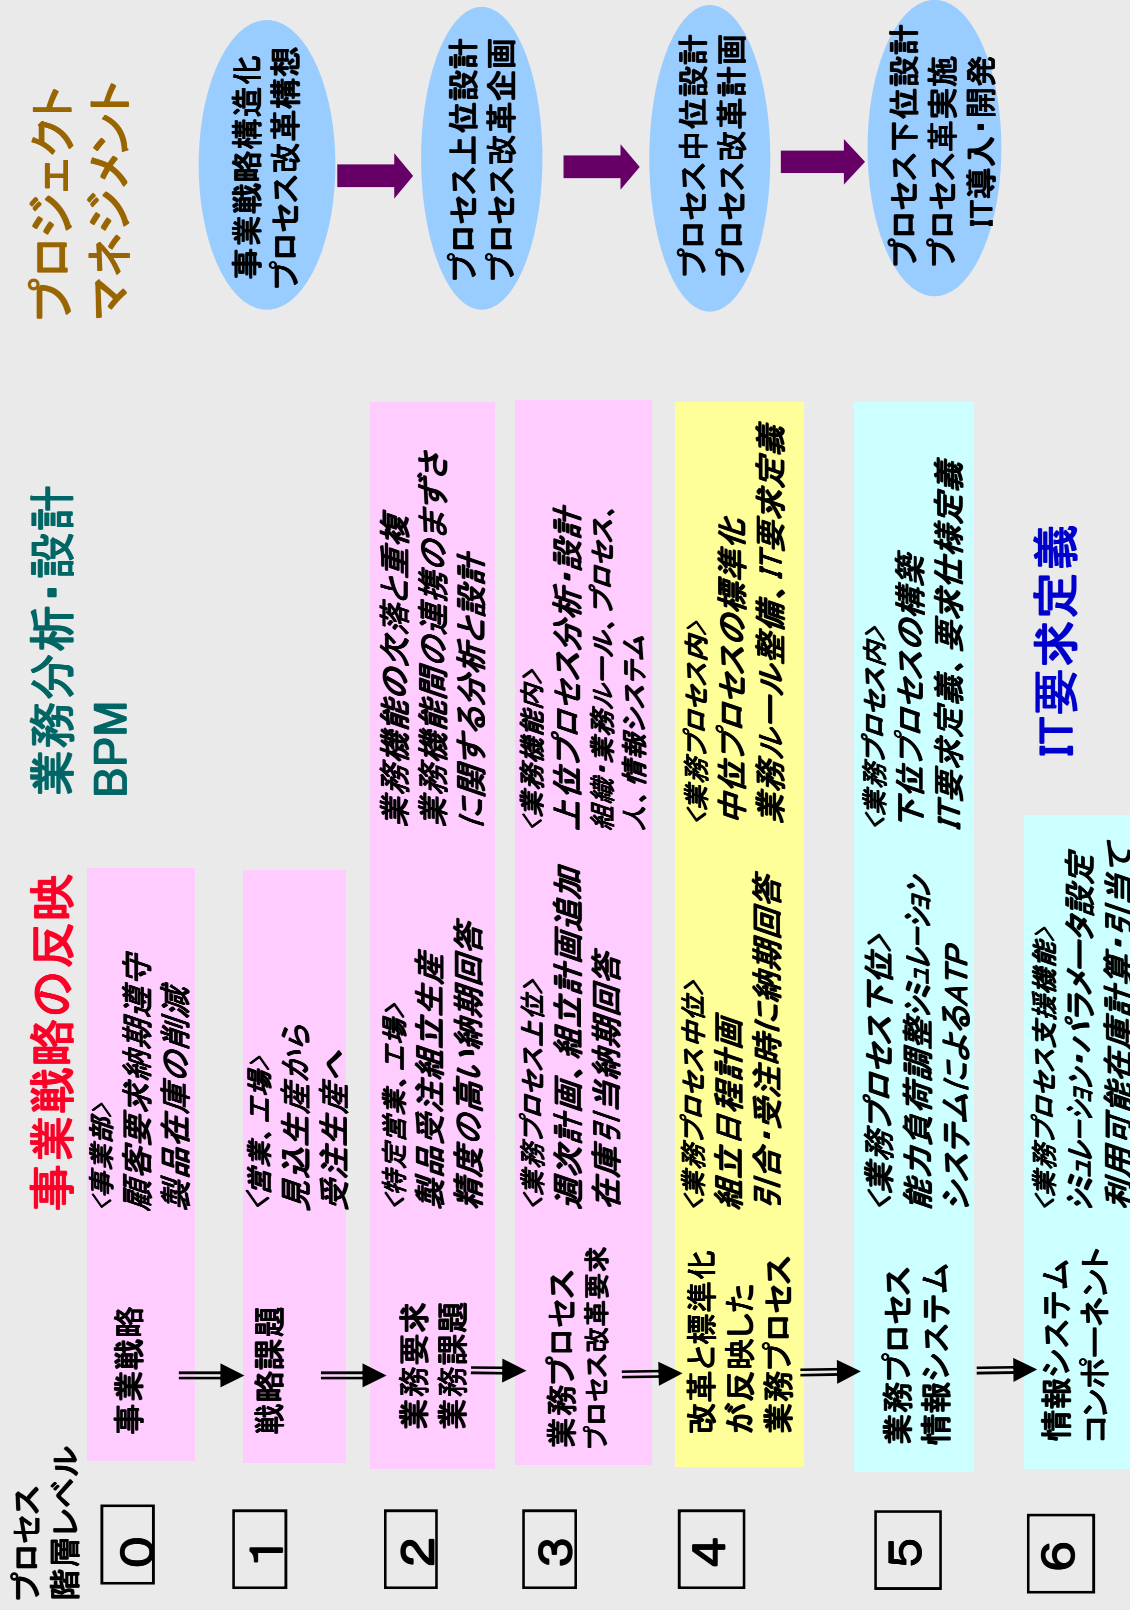 プロセス
階層レベル
事業戦略の反映
業務分析・設計
BPM
プロジェクト
マネジメント
0
事業戦略
<事業部>
顧客要求納期遵守
製品在庫の削減
1
戦略課題
<営業、工場>
見込生産から
受注生産へ
2
業務要求
業務課題
<特定営業、工場>
製品受注組立生産
精度の高い納期回答
業務機能の欠落と重複
業務機能間の連携のまずさ
に関する分析と設計
3
業務プロセス
プロセス改革要求
<業務プロセス上位>
週次計画、組立計画追加
在庫引当納期回答
<業務機能内>
上位プロセス分析・設計
組織・業務ルール、プロセス、
人、情報システム
4
改革と標準化
が反映した
業務プロセス
<業務プロセス中位>
組立日程計画
引合・受注時に納期回答
<業務プロセス内>
中位プロセスの標準化
業務ルール整備、IT要求定義
5
業務プロセス
情報システム
<業務プロセス下位>
能力負荷調整シミュレーション
システムによるATP
<業務プロセス内>
下位プロセスの構築
IT要求定義、要求仕様定義
6
情報システム
コンポーネント
<業務プロセス支援機能>
シミュレーション・パラメータ設定
利用可能在庫計算・引当て
IT要求定義
事業戦略構造化
プロセス改革構想
プロセス上位設計
プロセス改革企画
プロセス中位設計
プロセス改革計画
プロセス下位設計
プロセス革実施
IT導入・開発